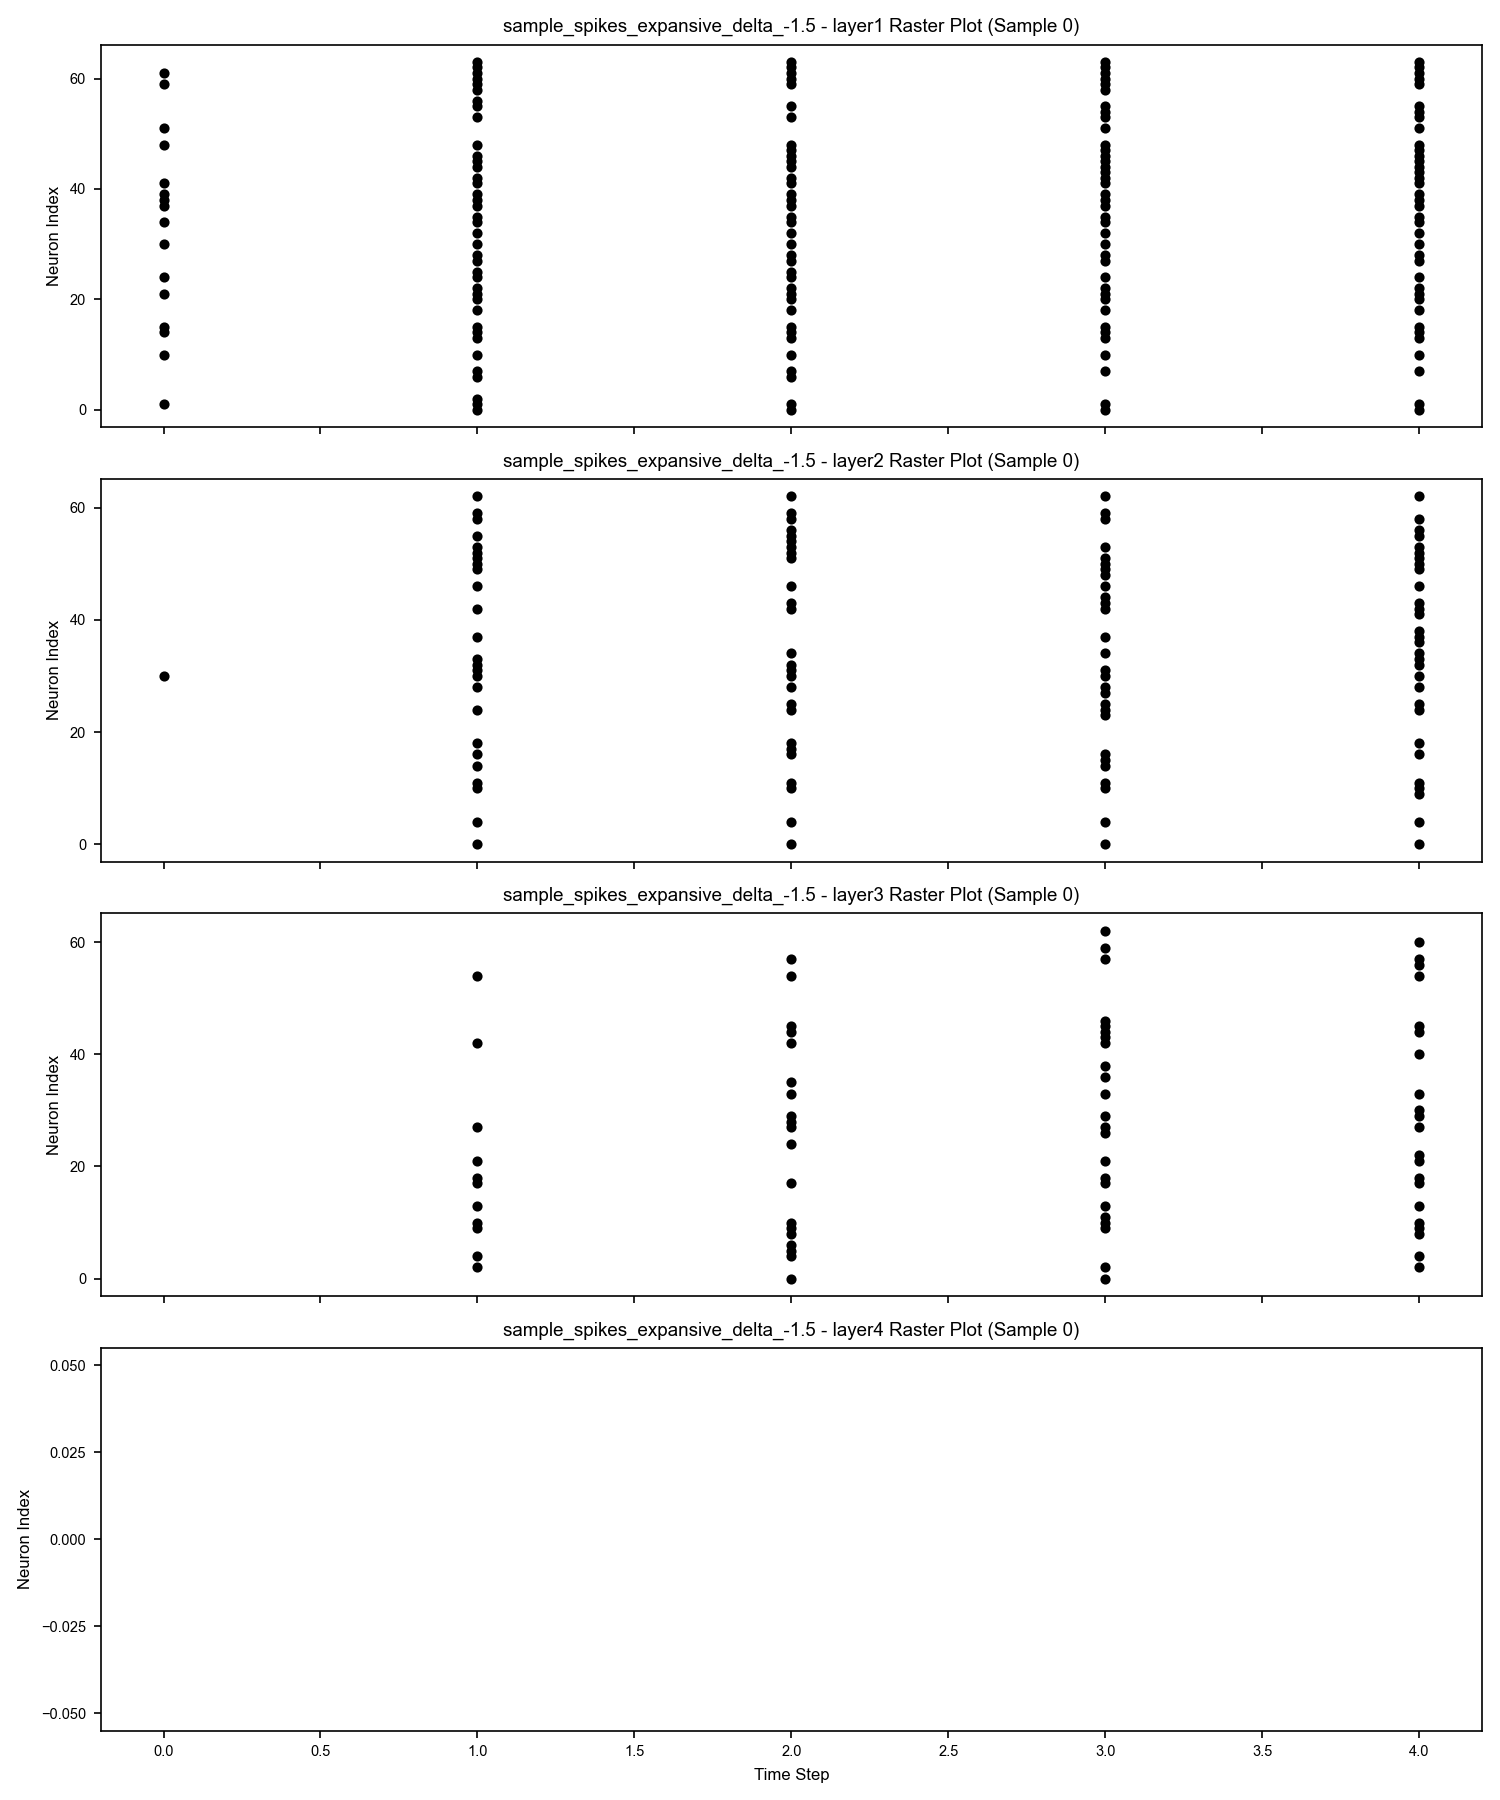 sample_spikes_expansive_delta_-1.5 - layer1 Raster Plot (Sample 0)
60
40
20
0
Neuron Index
sample_spikes_expansive_delta_-1.5 - layer2 Raster Plot (Sample 0)
60
40
20
0
Neuron Index
sample_spikes_expansive_delta_-1.5 - layer3 Raster Plot (Sample 0)
60
40
20
0
Neuron Index
sample_spikes_expansive_delta_-1.5 - layer4 Raster Plot (Sample 0)
0.050
0.025
0.000
−0.025
−0.050
Neuron Index
0.0 0.5 1.0 1.5 2.0 2.5 3.0 3.5 4.0
Time Step